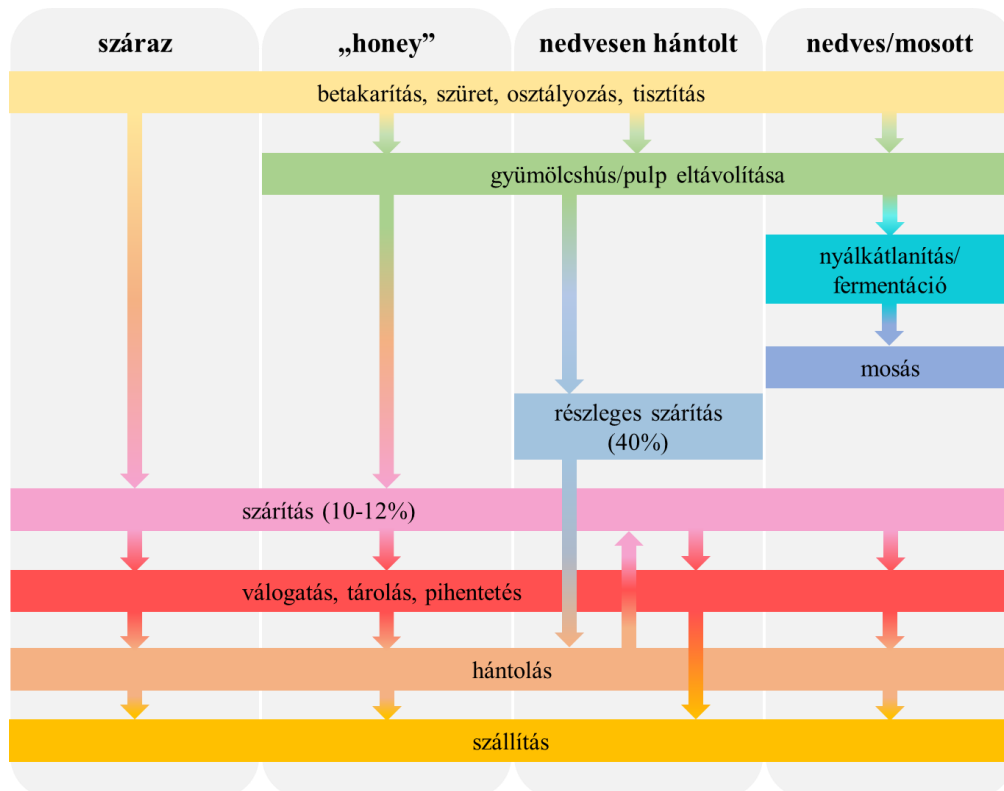 száraz
„honey”
nedvesen hántolt
nedves/mosott
betakarítás, szüret, osztályozás, tisztítás
gyümölcshús/pulp eltávolítása
nyálkátlanítás/
fermentáció
mosás
részleges szárítás
(40%)
szárítás (10-12%)
válogatás, tárolás, pihentetés
hántolás
szállítás